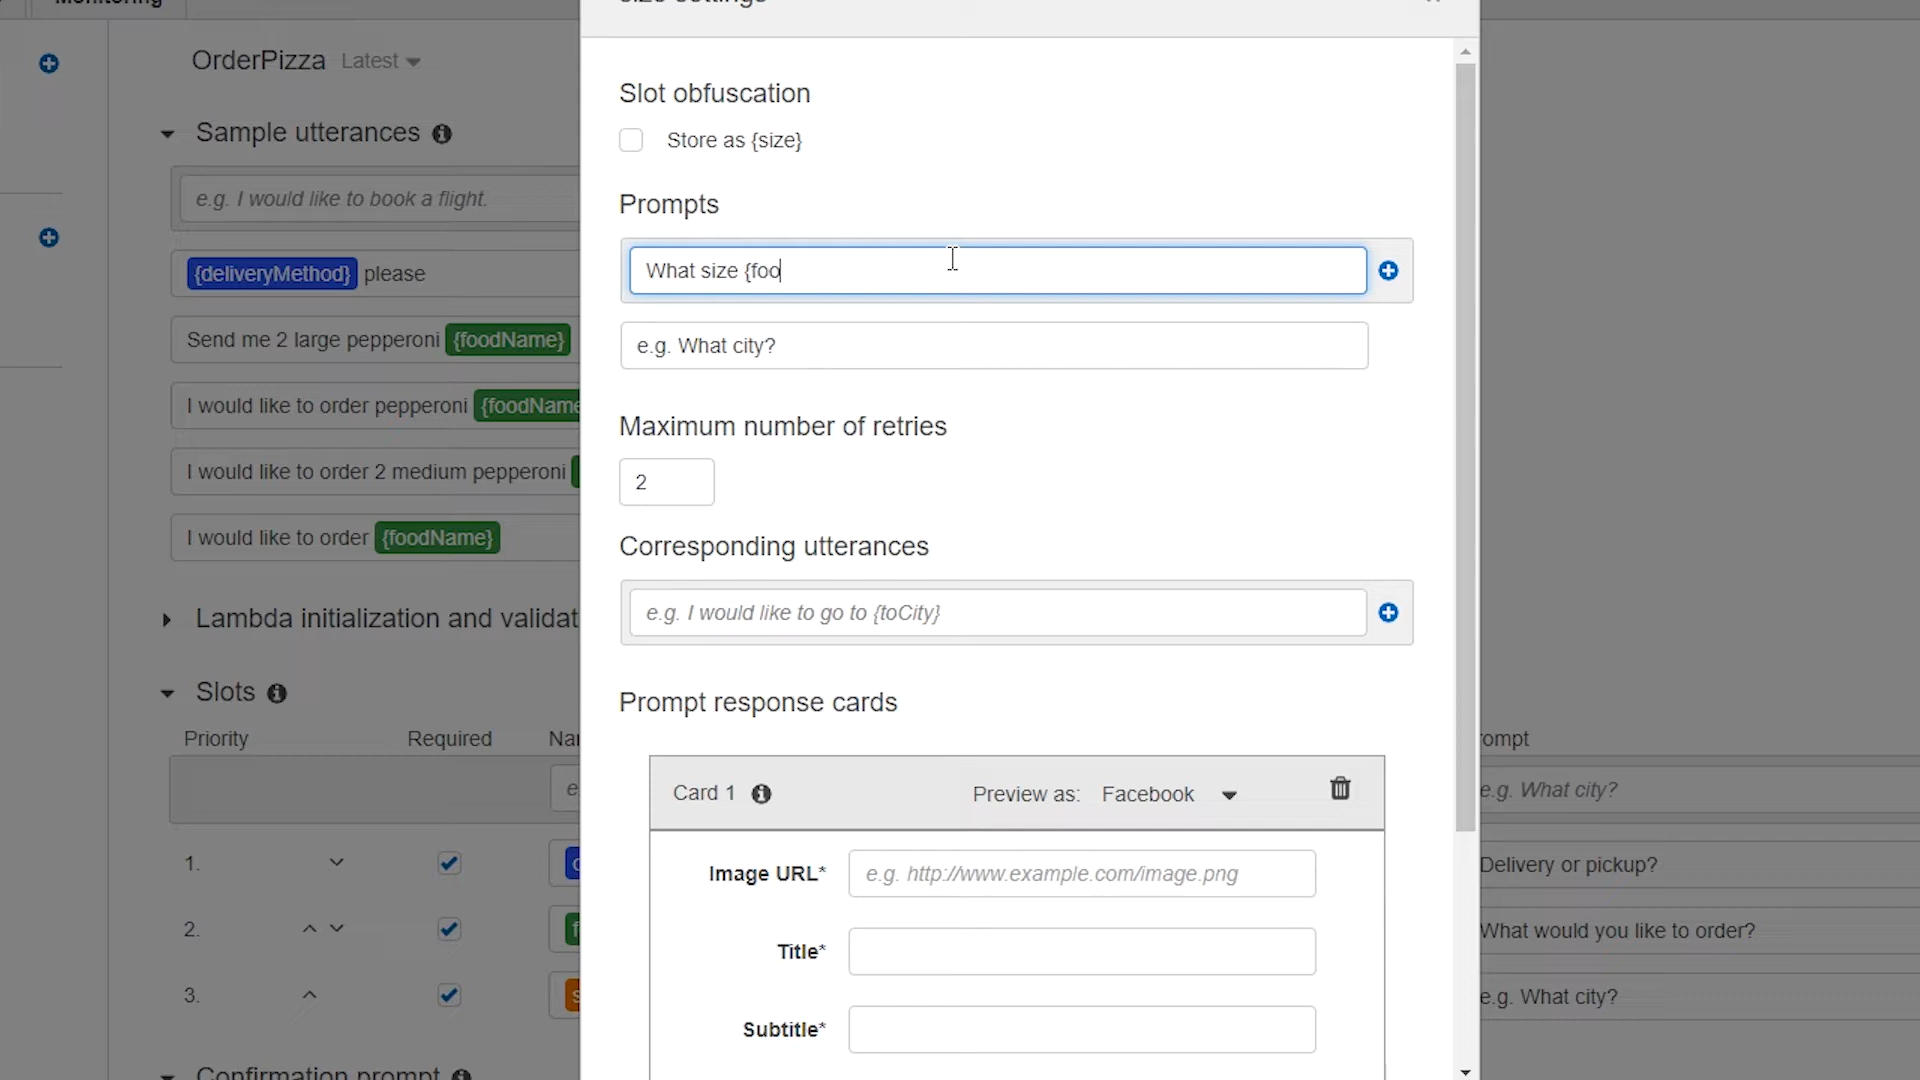 Monitoring
size settings
OrderPizza Latest
Slot obfuscation
Sample utterances
Store as {size}
e.g. I would like to book a flight.
Prompts
{deliveryMethod} please
What size {foo
Send me 2 large pepperoni {foodName}
e.g. What city?
I would like to order pepperoni {foodName
Maximum number of retries
I would like to order 2 medium pepperoni
2
I would like to order {foodName}
Corresponding utterances
e.g. I would like to go to {toCity}
Lambda initialization and validat
Slots
Prompt response cards
Priority Required Nar
ompt
Card 1 Preview as: Facebook
e.g. What city?
1.
Delivery or pickup?
Image URL* e.g. http://www.example.com/image.png
2.
What would you like to order?
Title*
3.
e.g. What city?
Subtitle*
Confirmation prompt